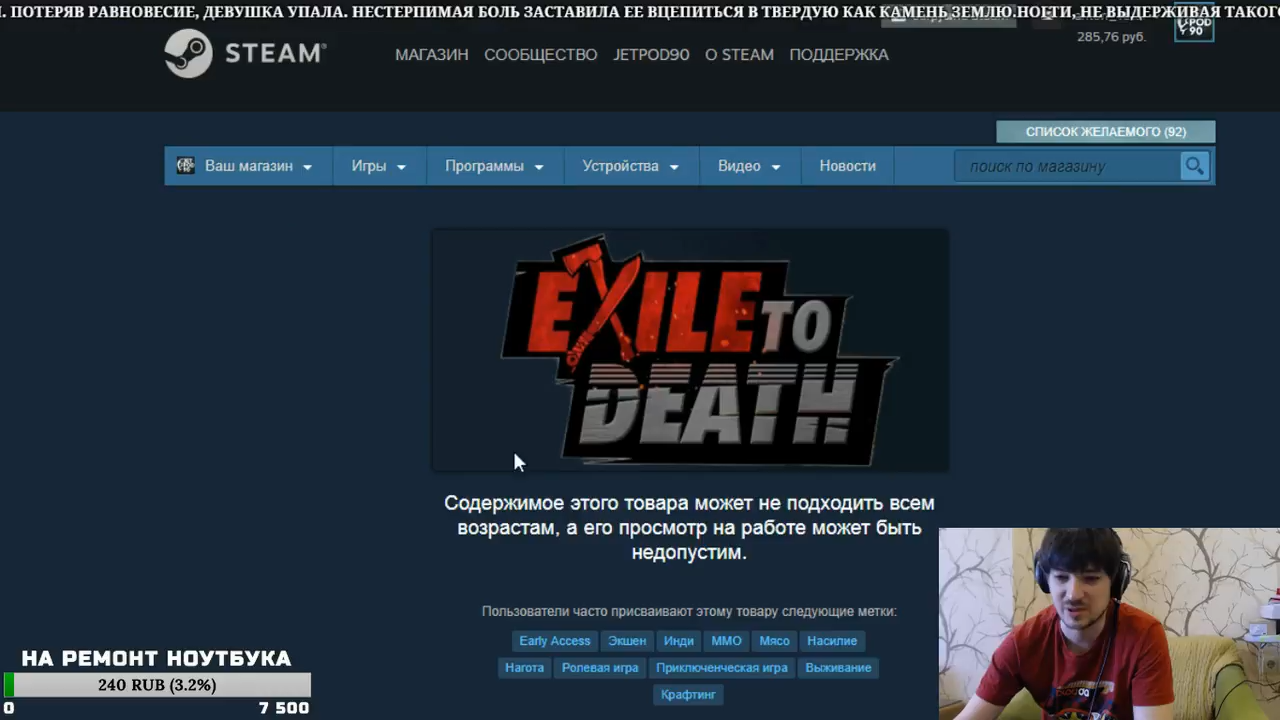 . ПОТЕРЯВ РАВНОВЕСИЕ, ДЕВУШКА УПАЛА. НЕСТЕРПИМАЯ БОЛЬ ЗАСТАВИЛА ЕЕ ВЦЕПИТЬСЯ В ТВЕРДУЮ КАК КАМЕНЬ ЗЕМЛЮ.НОГТИ, НЕ ВЫДЕРЖИВАЯ ТАКОГО
285,76 руб.
POD
90
STEAM
МАГАЗИН СООБЩЕСТВО JETPOD90 О STEAM ПОДДЕРЖКА
СПИСОК ЖЕЛАЕМОГО (92)
Ваш магазин Игры Программы Устройства Видео Новости поиск по магазину
EXILE TO
DEATH
Содержимое этого товара может не подходить всем
возрастам, а его просмотр на работе может быть
недопустим.
Пользователи часто присваивают этому товару следующие метки:
Early Access Экшен Инди MMO Мясо Насилие
Нагота Ролевая игра Приключенческая игра Выживание
Крафтинг
НА РЕМОНТ НОУТБУКА
240 RUB (3.2%)
0 7 500